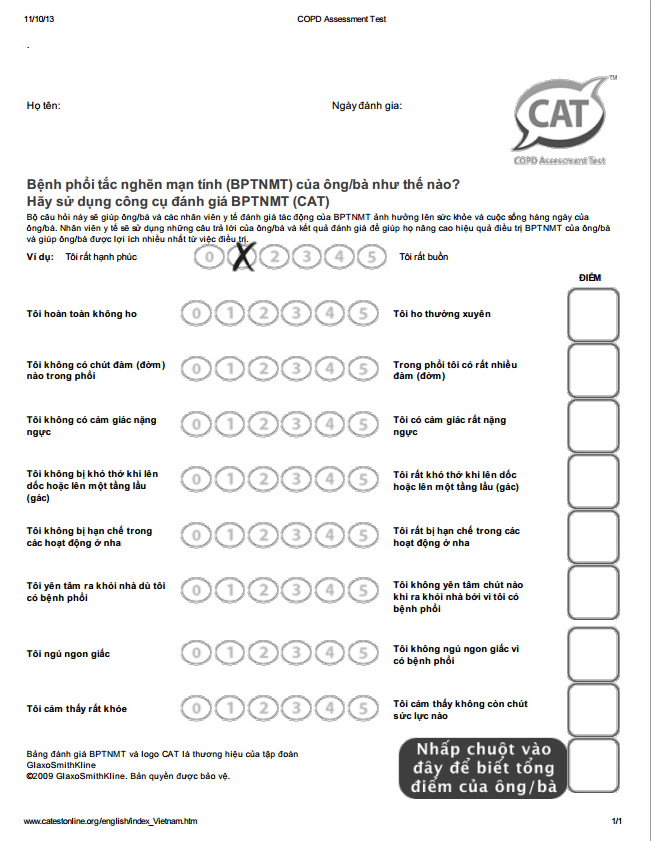 11/10/13 COPD Assessment Test
.
Họ tên: Ngày đánh gia:
CAT
TM
COPD Assessment Test
Bệnh phổi tắc nghẽn mạn tính (BPTNMT) của ông/bà như thế nào?
Hãy sử dụng công cụ đánh giá BPTNMT (CAT)
Bộ câu hỏi này sẽ giúp ông/bà và các nhân viên y tế đánh giá tác động của BPTNMT ảnh hưởng lên sức khỏe và cuộc sống hàng ngày của
ông/bà. Nhân viên y tế sẽ sử dụng những câu trả lời của ông/bà và kết quả đánh giá để giúp họ nâng cao hiệu quả điều trị BPTNMT của ông/bà
và giúp ông/bà được lợi ích nhiều nhất từ việc điều trị.
Ví dụ: Tôi rất hạnh phúc 0 X 2 3 4 5 Tôi rất buồn
ĐIỂM
Tôi hoàn toàn không ho 0 1 2 3 4 5 Tôi ho thường xuyên
Tôi không có chút đàm (đờm)
nào trong phổi
0 1 2 3 4 5
Trong phổi tôi có rất nhiều
đàm (đờm)
Tôi không có cảm giác nặng
ngực
0 1 2 3 4 5
Tôi có cảm giác rất nặng
ngực
Tôi không bị khó thở khi lên
dốc hoặc lên một tầng lầu
(gác)
0 1 2 3 4 5
Tôi rất khó thở khi lên dốc
hoặc lên một tầng lầu (gác)
Tôi không bị hạn chế trong
các hoạt động ở nha
0 1 2 3 4 5
Tôi rất bị hạn chế trong các
hoạt động ở nha
Tôi yên tâm ra khỏi nhà dù tôi
có bệnh phổi
0 1 2 3 4 5
Tôi không yên tâm chút nào
khi ra khỏi nhà bởi vì tôi có
bệnh phổi
Tôi ngủ ngon giấc
0 1 2 3 4 5
Tôi không ngủ ngon giấc vì
có bệnh phổi
Tôi cảm thấy rất khỏe
0 1 2 3 4 5
Tôi cảm thấy không còn chút
sức lực nào
Bảng đánh giá BPTNMT và logo CAT là thương hiệu của tập đoàn
GlaxoSmithKline
©2009 GlaxoSmithKline. Bản quyền được bảo vệ.
Nhấp chuột vào
đây để biết tổng
điểm của ông/bà
www.catestonline.org/english/index_Vietnam.htm 1/1